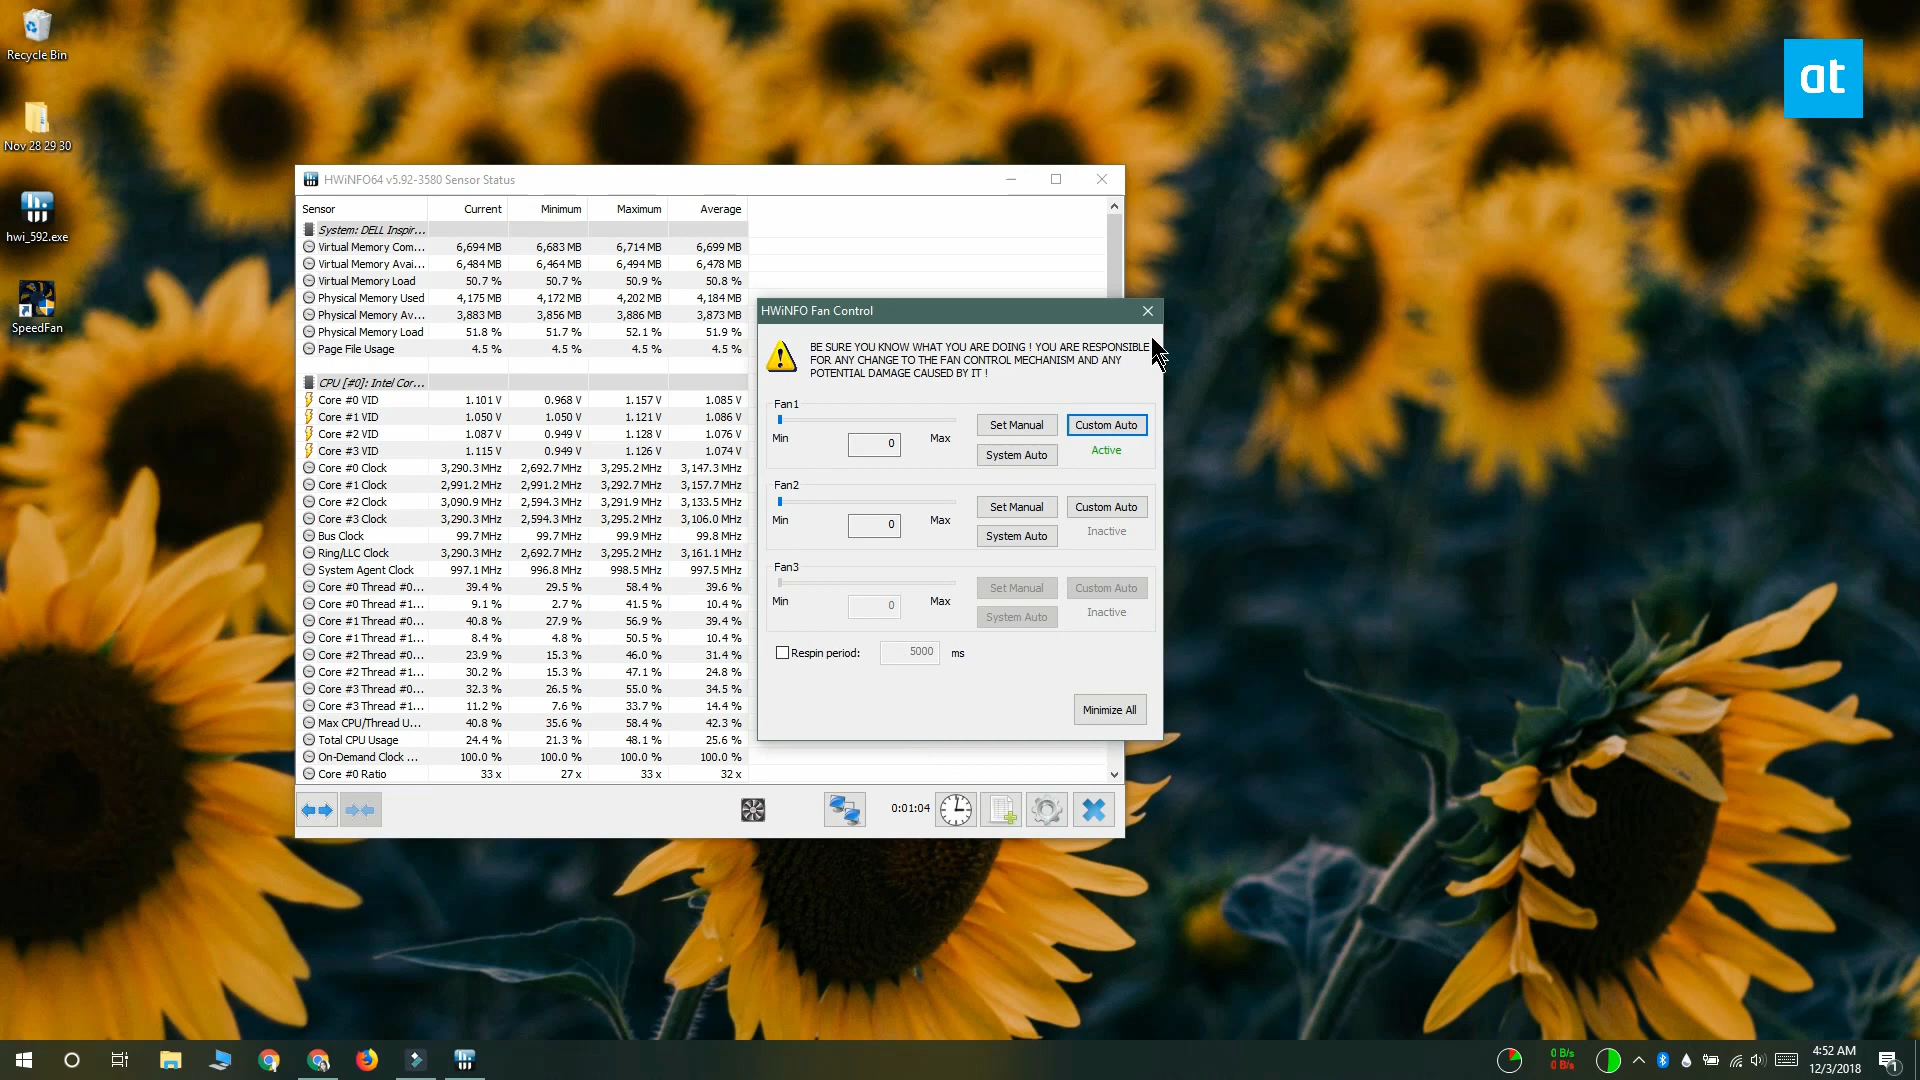 Recycle Bin
Nov 28 29 30
hwi_592.exe
SpeedFan
at
HWiNFO64 v5.92-3580 Sensor Status
Sensor Current Minimum Maximum Average
System: DELL Inspir...
Virtual Memory Com... 6,694 MB 6,683 MB 6,714 MB 6,699 MB
Virtual Memory Avai... 6,484 MB 6,464 MB 6,494 MB 6,478 MB
Virtual Memory Load 50.7 % 50.7 % 50.9 % 50.8 %
Physical Memory Used 4,175 MB 4,172 MB 4,202 MB 4,184 MB
Physical Memory Av... 3,883 MB 3,856 MB 3,886 MB 3,873 MB
Physical Memory Load 51.8 % 51.7 % 52.1 % 51.9 %
Page File Usage 4.5 % 4.5 % 4.5 % 4.5 %
CPU [#0]: Intel Cor...
Core #0 VID 1.101 V 0.968 V 1.157 V 1.085 V
Core #1 VID 1.050 V 1.050 V 1.121 V 1.086 V
Core #2 VID 1.087 V 0.949 V 1.128 V 1.076 V
Core #3 VID 1.115 V 0.949 V 1.126 V 1.074 V
Core #0 Clock 3,290.3 MHz 2,692.7 MHz 3,295.2 MHz 3,147.3 MHz
Core #1 Clock 2,991.2 MHz 2,991.2 MHz 3,292.7 MHz 3,157.7 MHz
Core #2 Clock 3,090.9 MHz 2,594.3 MHz 3,291.9 MHz 3,133.5 MHz
Core #3 Clock 3,290.3 MHz 2,594.3 MHz 3,295.2 MHz 3,106.0 MHz
Bus Clock 99.7 MHz 99.7 MHz 99.9 MHz 99.8 MHz
Ring/LLC Clock 3,290.3 MHz 2,692.7 MHz 3,295.2 MHz 3,161.1 MHz
System Agent Clock 997.1 MHz 996.8 MHz 998.5 MHz 997.5 MHz
Core #0 Thread #0... 39.4 % 29.5 % 58.4 % 39.6 %
Core #0 Thread #1... 9.1 % 2.7 % 41.5 % 10.4 %
Core #1 Thread #0... 40.8 % 27.9 % 56.9 % 39.4 %
Core #1 Thread #1... 8.4 % 4.8 % 50.5 % 10.4 %
Core #2 Thread #0... 23.9 % 15.3 % 46.0 % 31.4 %
Core #2 Thread #1... 30.2 % 15.3 % 47.1 % 24.8 %
Core #3 Thread #0... 32.3 % 26.5 % 55.0 % 34.5 %
Core #3 Thread #1... 11.2 % 7.6 % 33.7 % 14.4 %
Max CPU/Thread U... 40.8 % 35.6 % 58.4 % 42.3 %
Total CPU Usage 24.4 % 21.3 % 48.1 % 25.6 %
On-Demand Clock ... 100.0 % 100.0 % 100.0 % 100.0 %
Core #0 Ratio 33 x 27 x 33 x 32 x
0:01:04
HWiNFO Fan Control
BE SURE YOU KNOW WHAT YOU ARE DOING ! YOU ARE RESPONSIBLE
FOR ANY CHANGE TO THE FAN CONTROL MECHANISM AND ANY
POTENTIAL DAMAGE CAUSED BY IT !
Fan1
Set Manual Custom Auto
Min 0 Max
System Auto Active
Fan2
Set Manual Custom Auto
Min 0 Max
System Auto Inactive
Fan3
Set Manual Custom Auto
Min 0 Max
System Auto Inactive
Respin period: 5000 ms
Minimize All
0 B/s
0 B/s
4:52 AM
12/3/2018
1